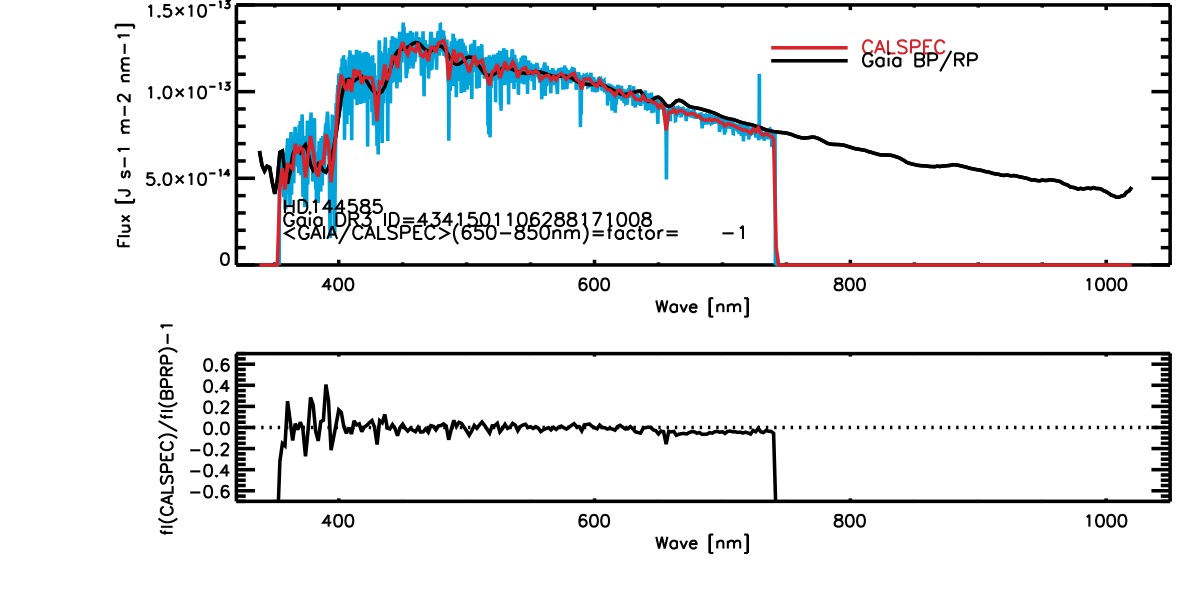 1.5×10−13
1.0×10−13
5.0×10−14
0
Flux [J s−1 m−2 nm−1]
CALSPEC
Gaia BP/RP
HD144585
Gaia DR3 ID=4341501106288171008
<GAIA/CALSPEC>(650−850nm)=factor= −1
400 600 800 1000
Wave [nm]
fl(CALSPEC)/fl(BPRP)−1
0.6
0.4
0.2
0.0
−0.2
−0.4
−0.6
400 600 800 1000
Wave [nm]